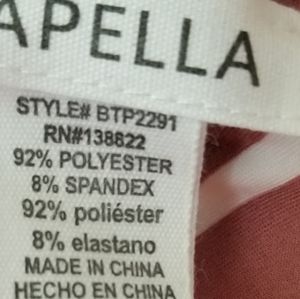 APELLA
STYLE# BTP2291
RN#138822
92% POLYESTER
8% SPANDEX
92% poliéster
8% elastano
MADE IN CHINA
HECHO EN CHINA